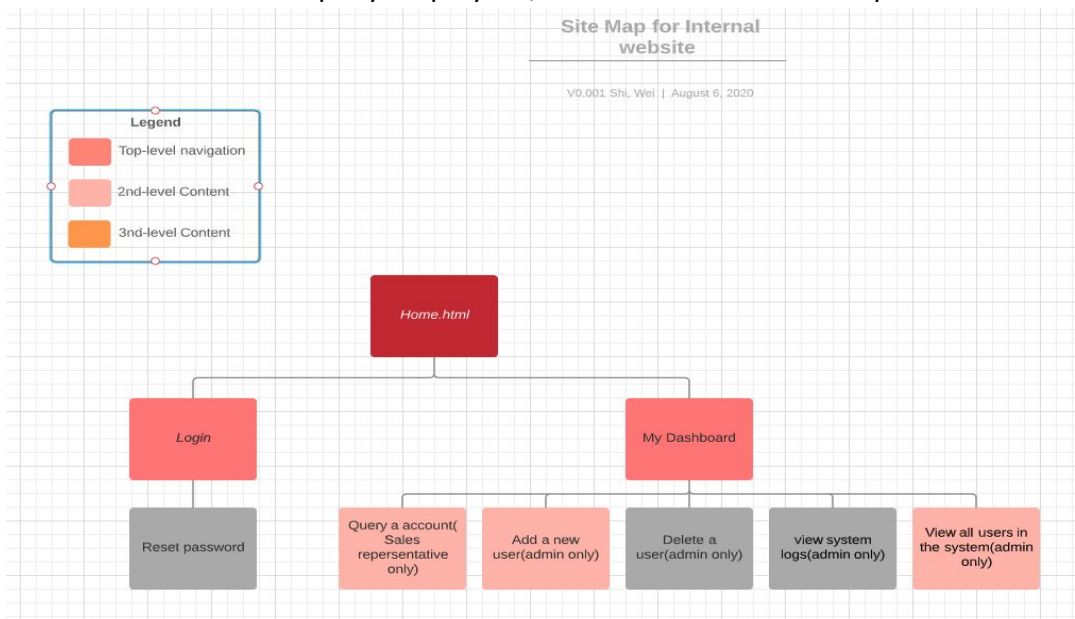 Site Map for Internal
website
V0.001 Shi, Wei | August 6, 2020
Legend
Top-level navigation
2nd-level Content
3nd-level Content
Home.html
Login
My Dashboard
Reset password
Query a account(
Sales
repersentative
only)
Add a new
user(admin only)
Delete a
user(admin only)
view system
logs(admin only)
View all users in
the system(admin
only)